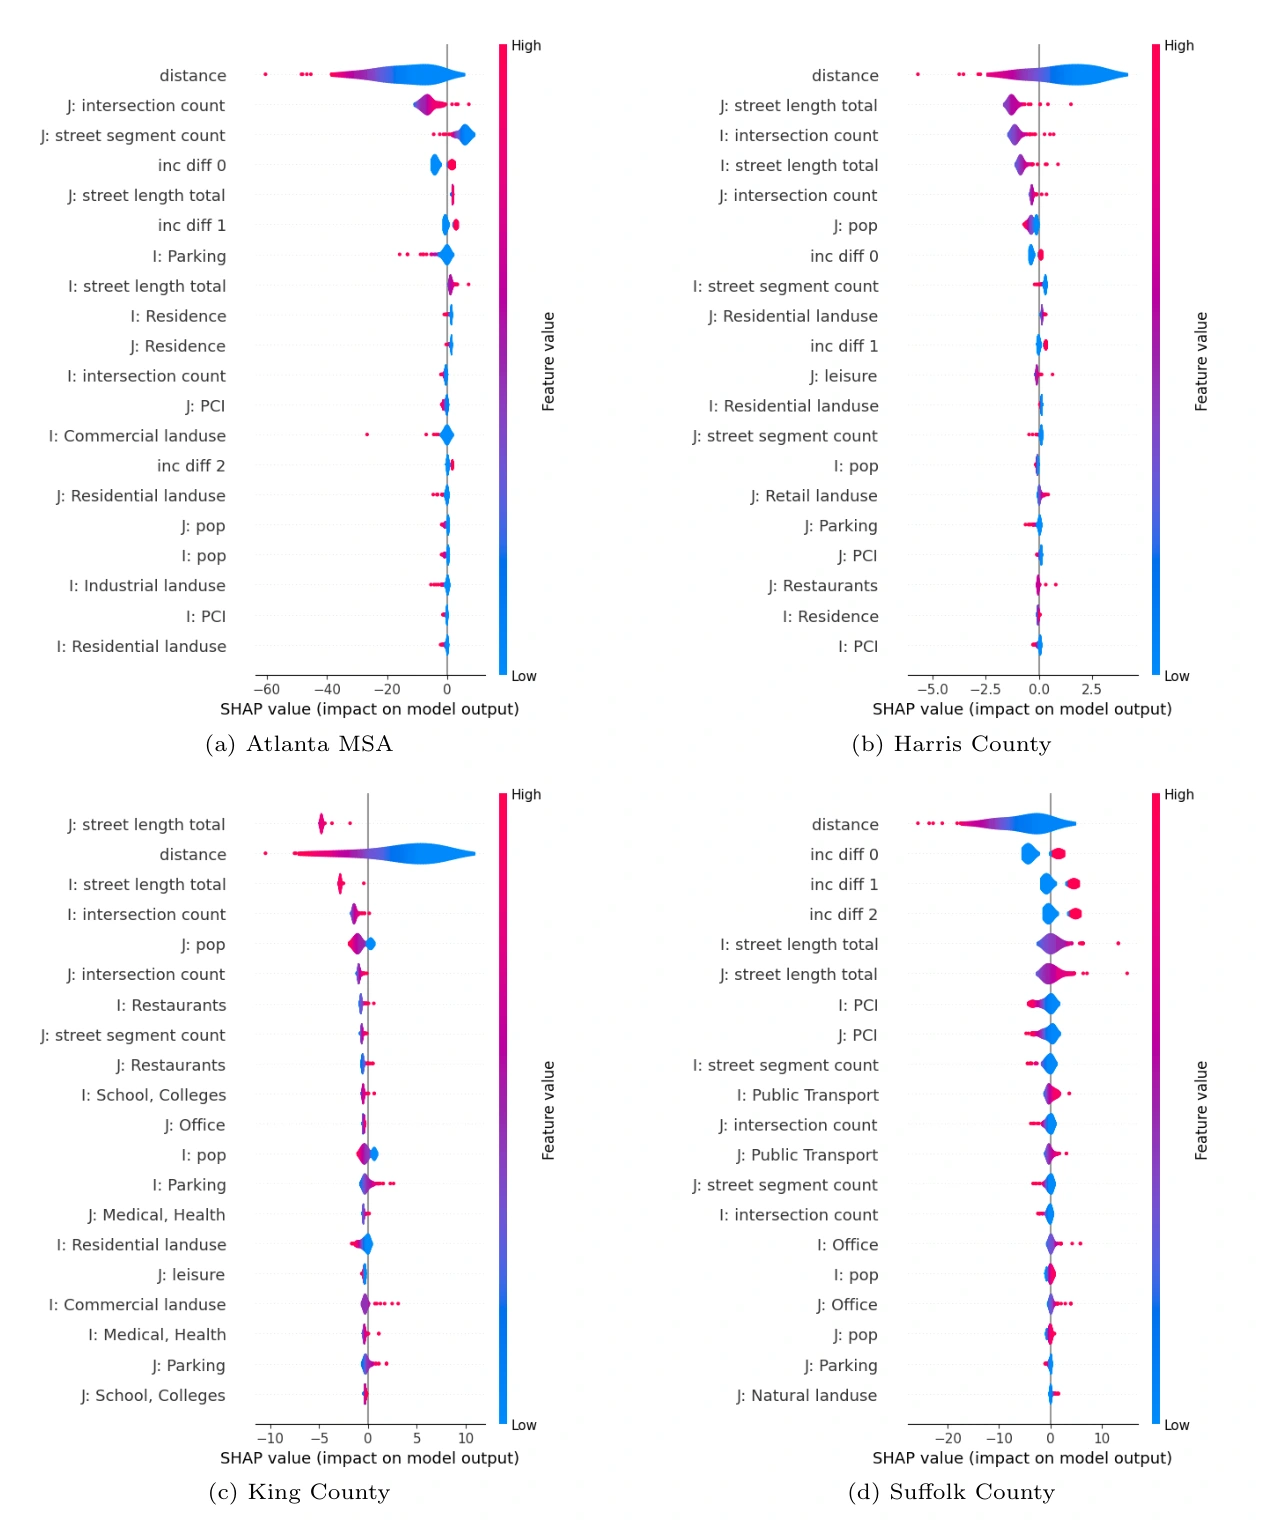 High
distance
J: intersection count
J: street segment count
inc diff 0
J: street length total
inc diff 1
I: Parking
I: street length total
I: Residence
J: Residence
I: intersection count
J: PCI
I: Commercial landuse
inc diff 2
J: Residential landuse
J: pop
I: pop
I: Industrial landuse
I: PCI
I: Residential landuse
Feature value
Low
−60 −40 −20 0
SHAP value (impact on model output)
(a) Atlanta MSA
High
distance
J: street length total
I: intersection count
I: street length total
J: intersection count
J: pop
inc diff 0
I: street segment count
J: Residential landuse
inc diff 1
J: leisure
I: Residential landuse
J: street segment count
I: pop
J: Retail landuse
J: Parking
J: PCI
J: Restaurants
I: Residence
I: PCI
Feature value
Low
−5.0 −2.5 0.0 2.5
SHAP value (impact on model output)
(b) Harris County
High
J: street length total
distance
I: street length total
I: intersection count
J: pop
J: intersection count
I: Restaurants
J: street segment count
J: Restaurants
I: School, Colleges
J: Office
I: pop
I: Parking
J: Medical, Health
I: Residential landuse
J: leisure
I: Commercial landuse
I: Medical, Health
J: Parking
J: School, Colleges
Feature value
Low
−10 −5 0 5 10
SHAP value (impact on model output)
(c) King County
High
distance
inc diff 0
inc diff 1
inc diff 2
I: street length total
J: street length total
I: PCI
J: PCI
I: street segment count
I: Public Transport
J: intersection count
J: Public Transport
J: street segment count
I: intersection count
I: Office
I: pop
J: Office
J: pop
J: Parking
J: Natural landuse
Feature value
Low
−20 −10 0 10
SHAP value (impact on model output)
(d) Suffolk County